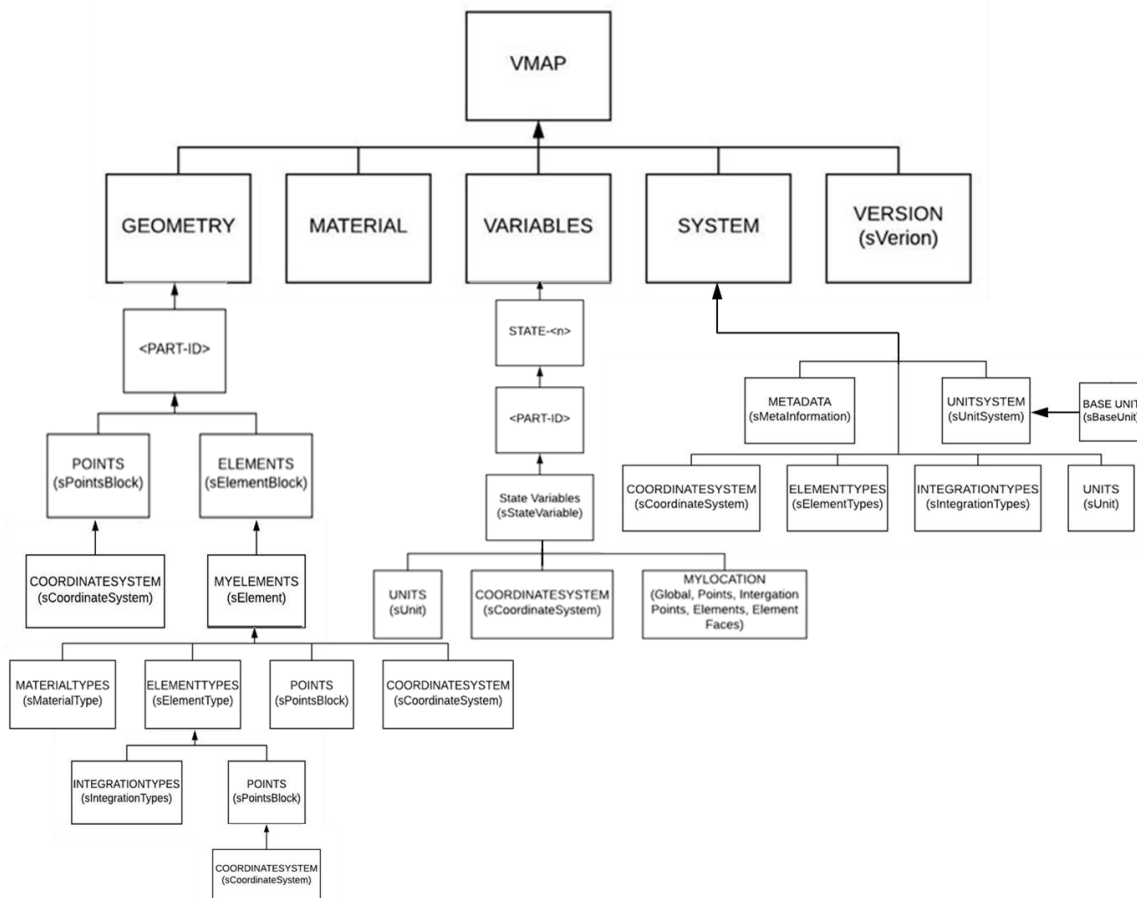 VMAP
GEOMETRY
MATERIAL
VARIABLES
SYSTEM
VERSION
(sVerion)
<PART-ID>
STATE-<n>
<PART-ID>
METADATA
(sMetaInformation)
UNITSYSTEM
(sUnitSystem)
BASE UNIT
(sBaseUnit)
POINTS
(sPointsBlock)
ELEMENTS
(sElementBlock)
State Variables
(sStateVariable)
COORDINATESYSTEM
(sCoordinateSystem)
ELEMENTTYPES
(sElementTypes)
INTEGRATIONTYPES
(sIntegrationTypes)
UNITS
(sUnit)
COORDINATESYSTEM
(sCoordinateSystem)
MYELEMENTS
(sElement)
UNITS
(sUnit)
COORDINATESYSTEM
(sCoordinateSystem)
MYLOCATION
(Global, Points, Intergation
Points, Elements, Element
Faces)
MATERIALTYPES
(sMaterialType)
ELEMENTTYPES
(sElementType)
POINTS
(sPointsBlock)
COORDINATESYSTEM
(sCoordinateSystem)
INTEGRATIONTYPES
(sIntegrationTypes)
POINTS
(sPointsBlock)
COORDINATESYSTEM
(sCoordinateSystem)